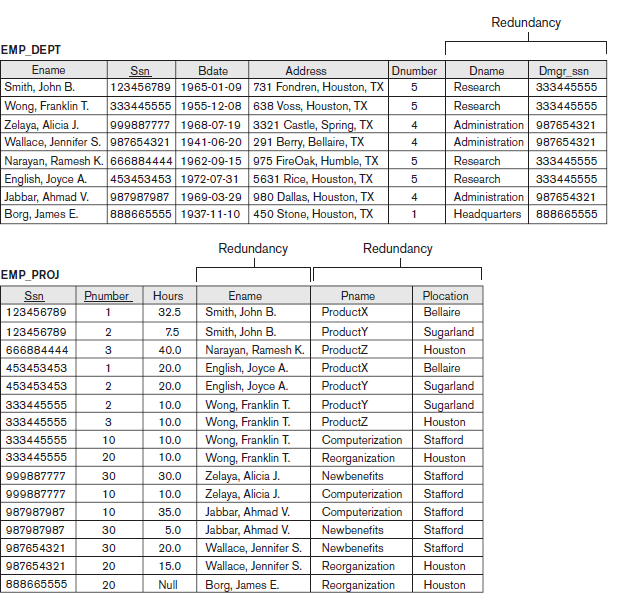 Redundancy
EMP_DEPT
Ename Ssn Bdate Address Dnumber Dname Dmgr_ssn
Smith, John B. 123456789 1965-01-09 731 Fondren, Houston, TX 5 Research 333445555
Wong, Franklin T. 333445555 1955-12-08 638 Voss, Houston, TX 5 Research 333445555
Zelaya, Alicia J. 999887777 1968-07-19 3321 Castle, Spring, TX 4 Administration 987654321
Wallace, Jennifer S. 987654321 1941-06-20 291 Berry, Bellaire, TX 4 Administration 987654321
Narayan, Ramesh K. 666884444 1962-09-15 975 FireOak, Humble, TX 5 Research 333445555
English, Joyce A. 453453453 1972-07-31 5631 Rice, Houston, TX 5 Research 333445555
Jabbar, Ahmad V. 987987987 1969-03-29 980 Dallas, Houston, TX 4 Administration 987654321
Borg, James E. 888665555 1937-11-10 450 Stone, Houston, TX 1 Headquarters 888665555
Redundancy Redundancy
EMP_PROJ
Ssn Pnumber Hours Ename Pname Plocation
123456789 1 32.5 Smith, John B. ProductX Bellaire
123456789 2 7.5 Smith, John B. ProductY Sugarland
666884444 3 40.0 Narayan, Ramesh K. ProductZ Houston
453453453 1 20.0 English, Joyce A. ProductX Bellaire
453453453 2 20.0 English, Joyce A. ProductY Sugarland
333445555 2 10.0 Wong, Franklin T. ProductY Sugarland
333445555 3 10.0 Wong, Franklin T. ProductZ Houston
333445555 10 10.0 Wong, Franklin T. Computerization Stafford
333445555 20 10.0 Wong, Franklin T. Reorganization Houston
999887777 30 30.0 Zelaya, Alicia J. Newbenefits Stafford
999887777 10 10.0 Zelaya, Alicia J. Computerization Stafford
987987987 10 35.0 Jabbar, Ahmad V. Computerization Stafford
987987987 30 5.0 Jabbar, Ahmad V. Newbenefits Stafford
987654321 30 20.0 Wallace, Jennifer S. Newbenefits Stafford
987654321 20 15.0 Wallace, Jennifer S. Reorganization Houston
888665555 20 Null Borg, James E. Reorganization Houston